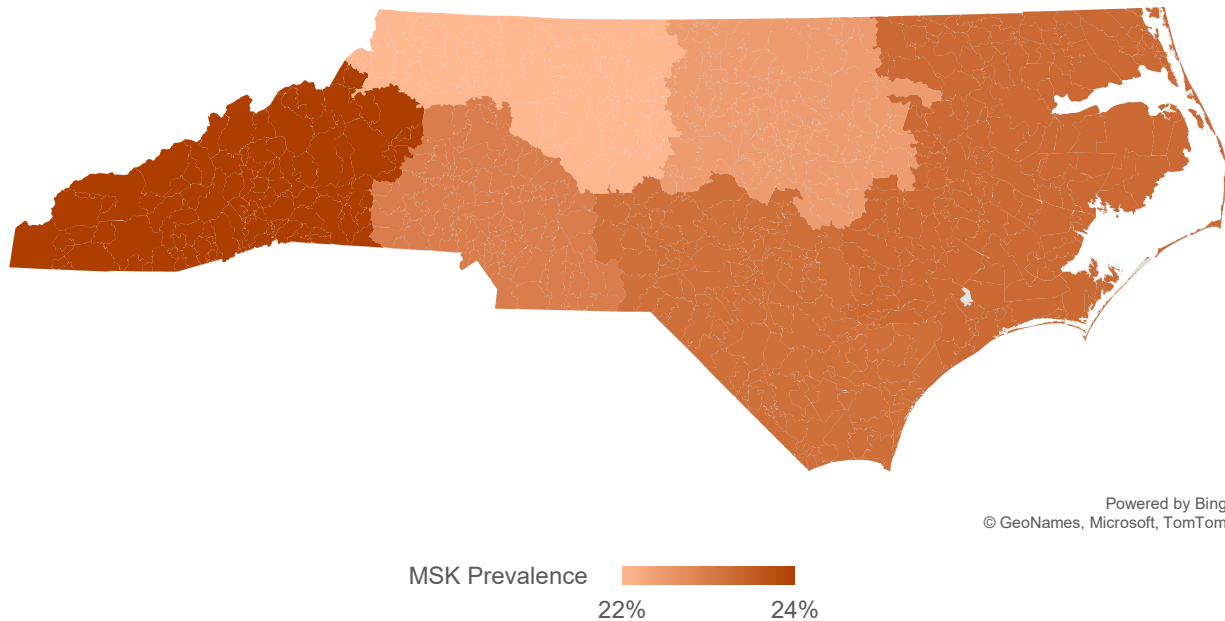 Powered by Bing
© GeoNames, Microsoft, TomTom
MSK Prevalence
22%
24%